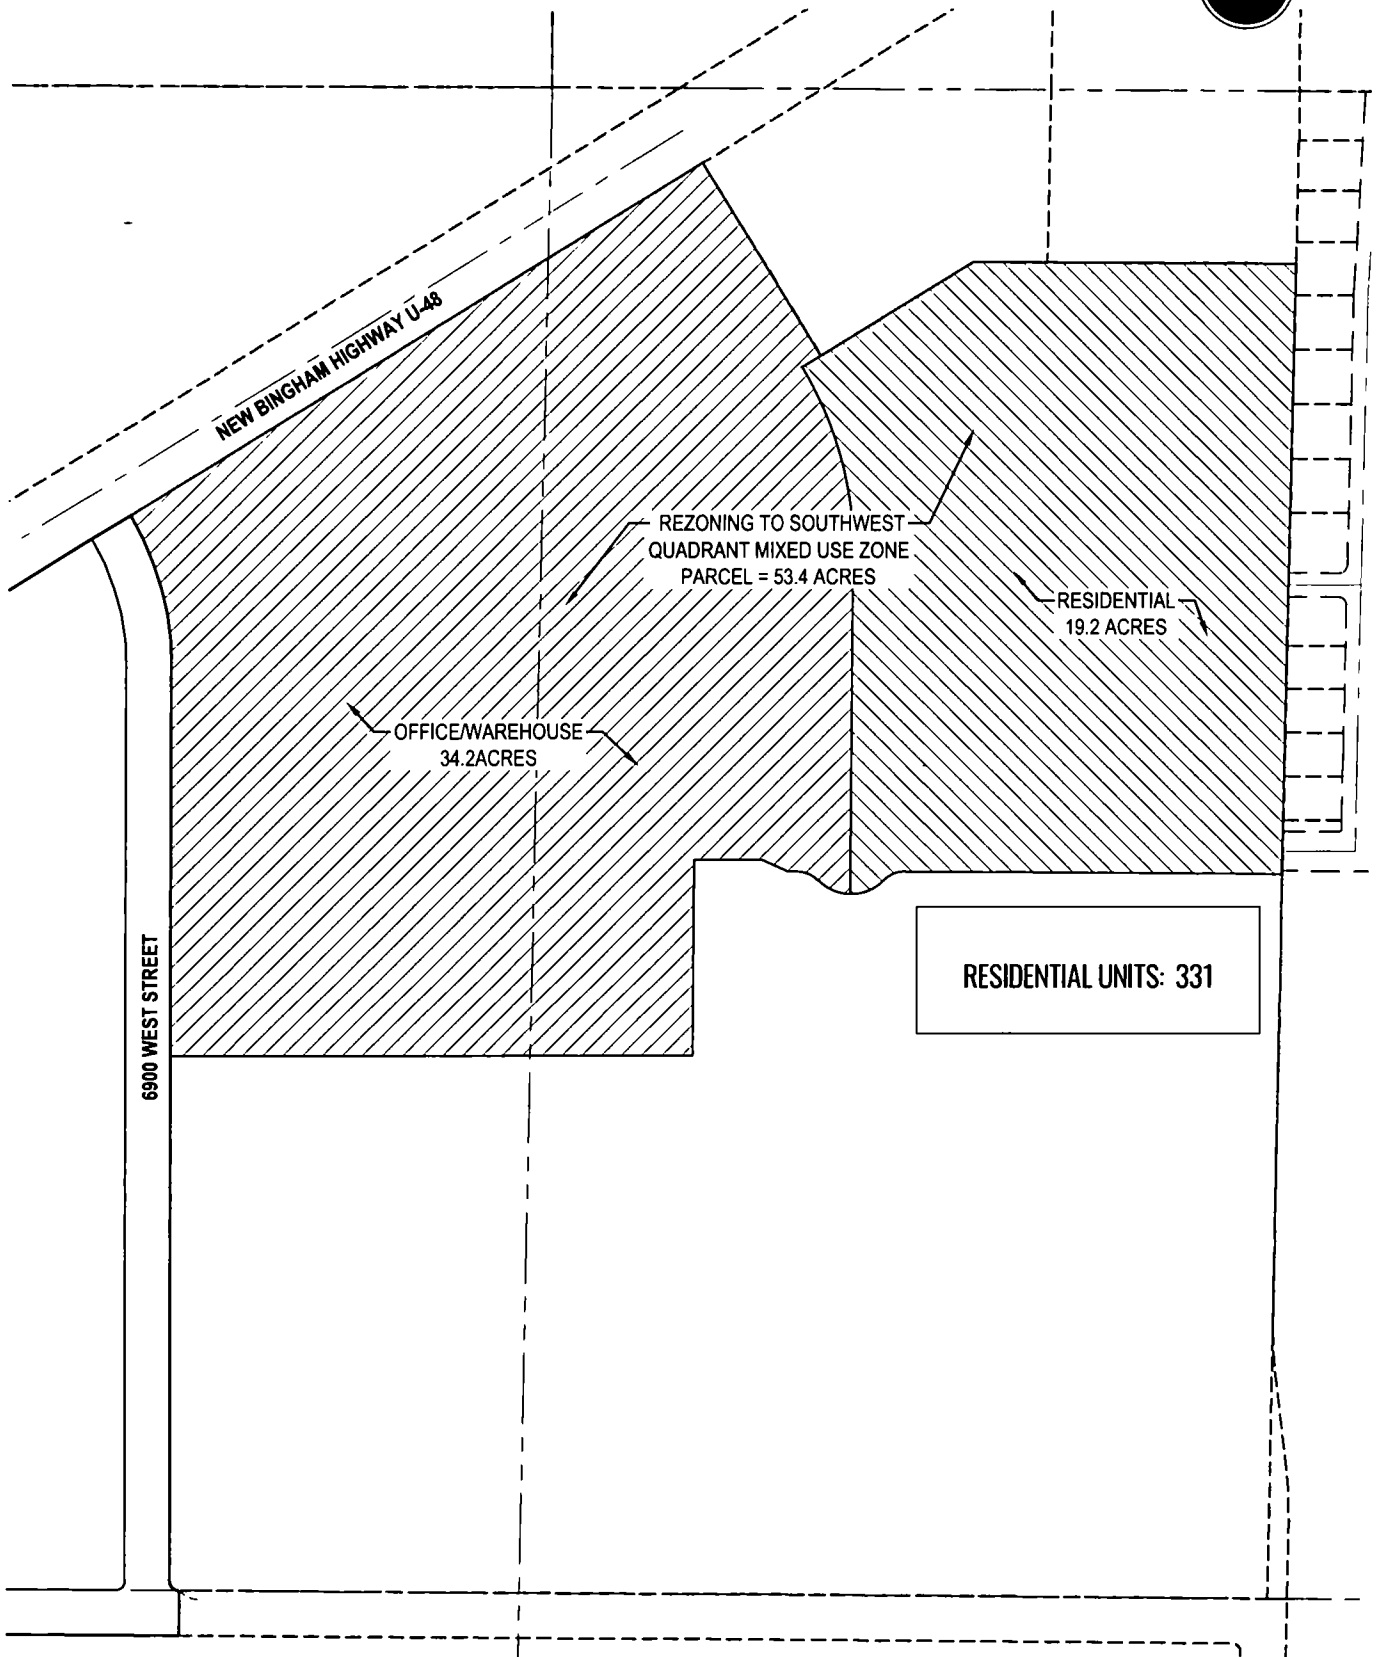 NEW BINGHAM HIGHWAY U-48
REZONING TO SOUTHWEST
QUADRANT MIXED USE ZONE
PARCEL = 53.4 ACRES
RESIDENTIAL
19.2 ACRES
OFFICE/WAREHOUSE
34.2ACRES
6900 WEST STREET
RESIDENTIAL UNITS: 331